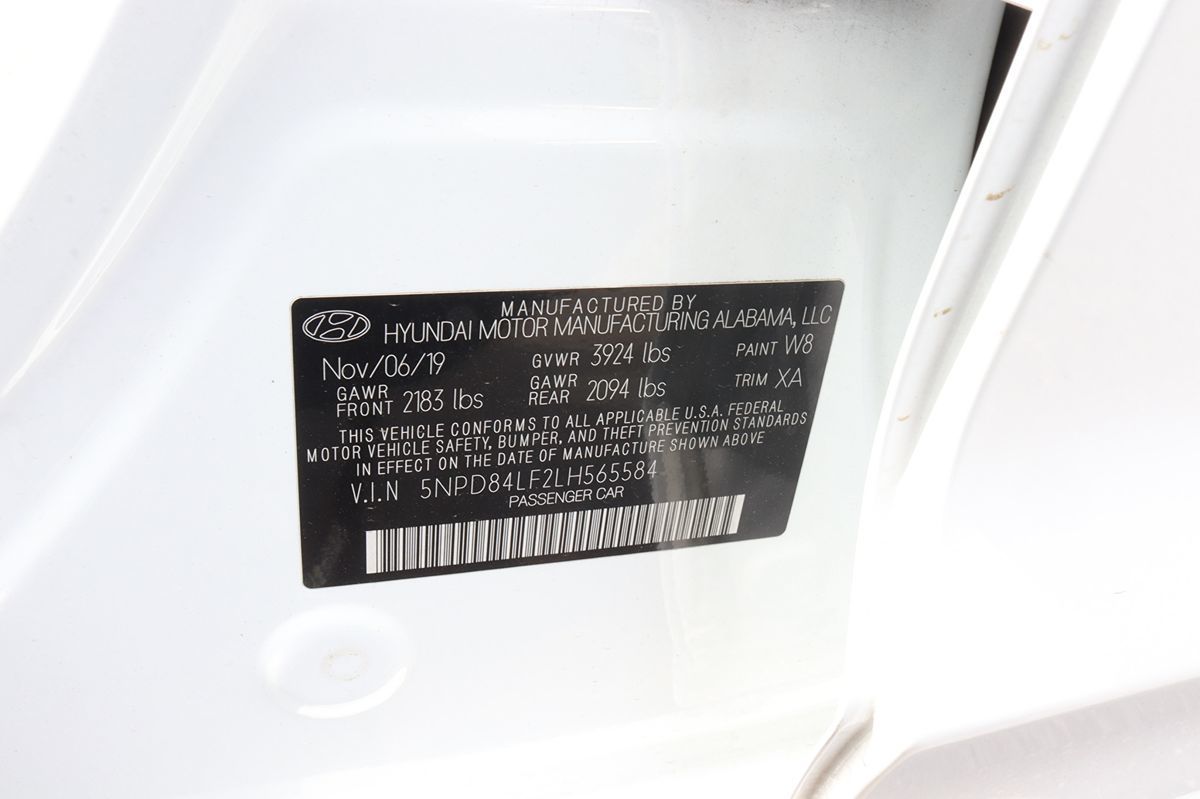 MANUFACTURED BY
HYUNDAI MOTOR MANUFACTURING ALABAMA, LLC
Nov/06/19 GVWR 3924 lbs PAINT W8
GAWR FRONT 2183 lbs GAWR REAR 2094 lbs TRIM XA
THIS VEHICLE CONFORMS TO ALL APPLICABLE U.S.A. FEDERAL
MOTOR VEHICLE SAFETY, BUMPER, AND THEFT PREVENTION STANDARDS
IN EFFECT ON THE DATE OF MANUFACTURE SHOWN ABOVE
V.I.N 5NPD84LF2LH565584
PASSENGER CAR